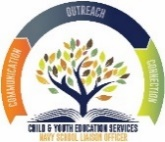 COMMUNICATION
OUTREACH
CONNECTION
CHILD & YOUTH EDUCATION SERVICES
NAVY SCHOOL LIAISON OFFICER